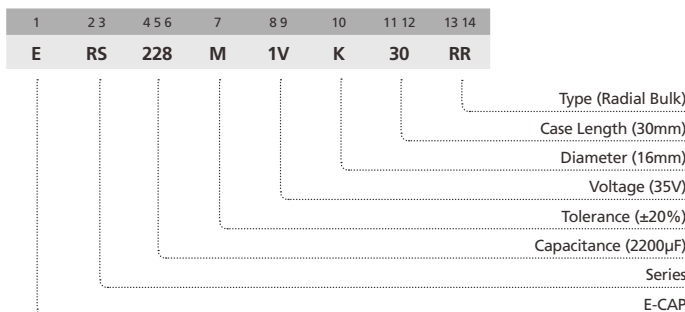 1 2 3 4 5 6 7 8 9 10 11 12 13 14
E RS 228 M 1V K 30 RR
Type (Radial Bulk)
Case Length (30mm)
Diameter (16mm)
Voltage (35V)
Tolerance (±20%)
Capacitance (2200µF)
Series
E-CAP